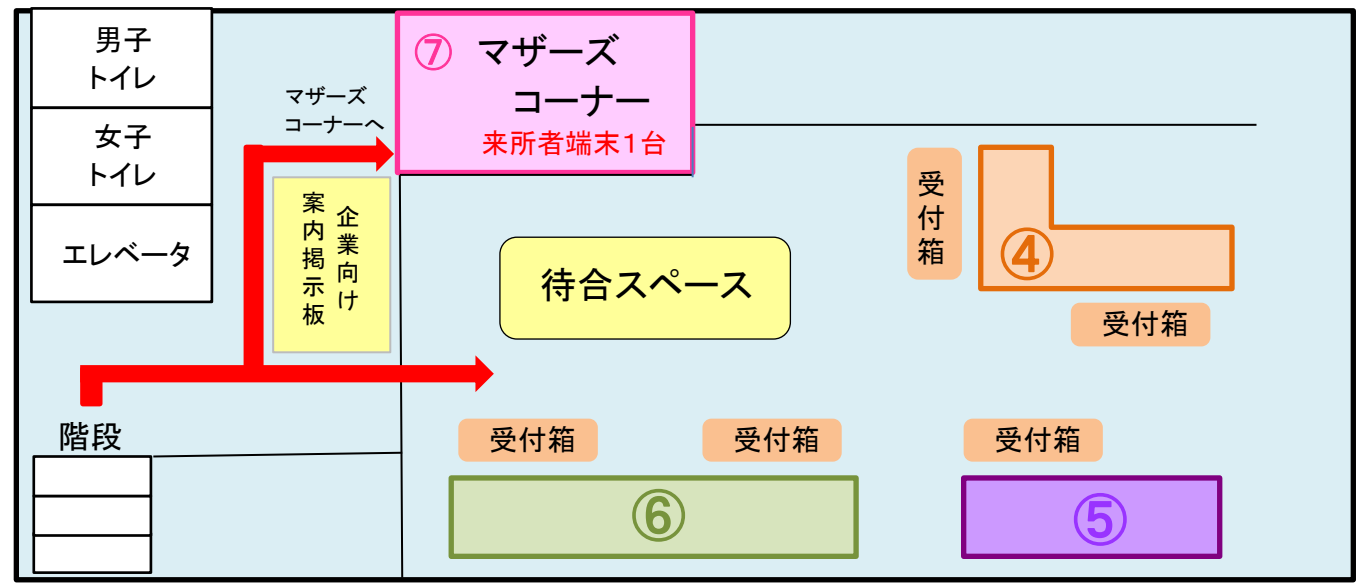 男子
トイレ
女子
トイレ
エレベータ
マザーズ
コーナーへ
⑦ マザーズ
コーナー
来所者端末1台
企業向け
案内掲示板
待合スペース
受付箱
④
受付箱
階段
受付箱
受付箱
受付箱
⑥
⑤